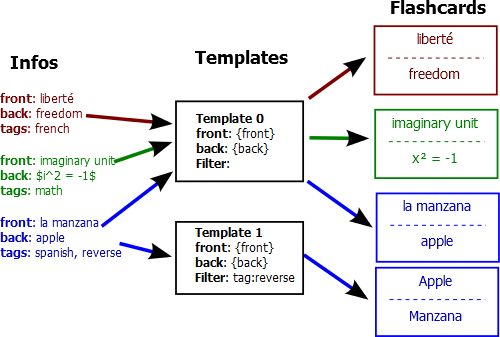 Infos
front: liberté
back: freedom
tags: french
front: imaginary unit
back: $i^2 = -1$
tags: math
front: la manzana
back: apple
tags: spanish, reverse
Templates
Template 0
front: {front}
back: {back}
Filter:
Template 1
front: {front}
back: {back}
Filter: tag:reverse
Flashcards
liberté
freedom
imaginary unit
x² = -1
la manzana
apple
Apple
Manzana